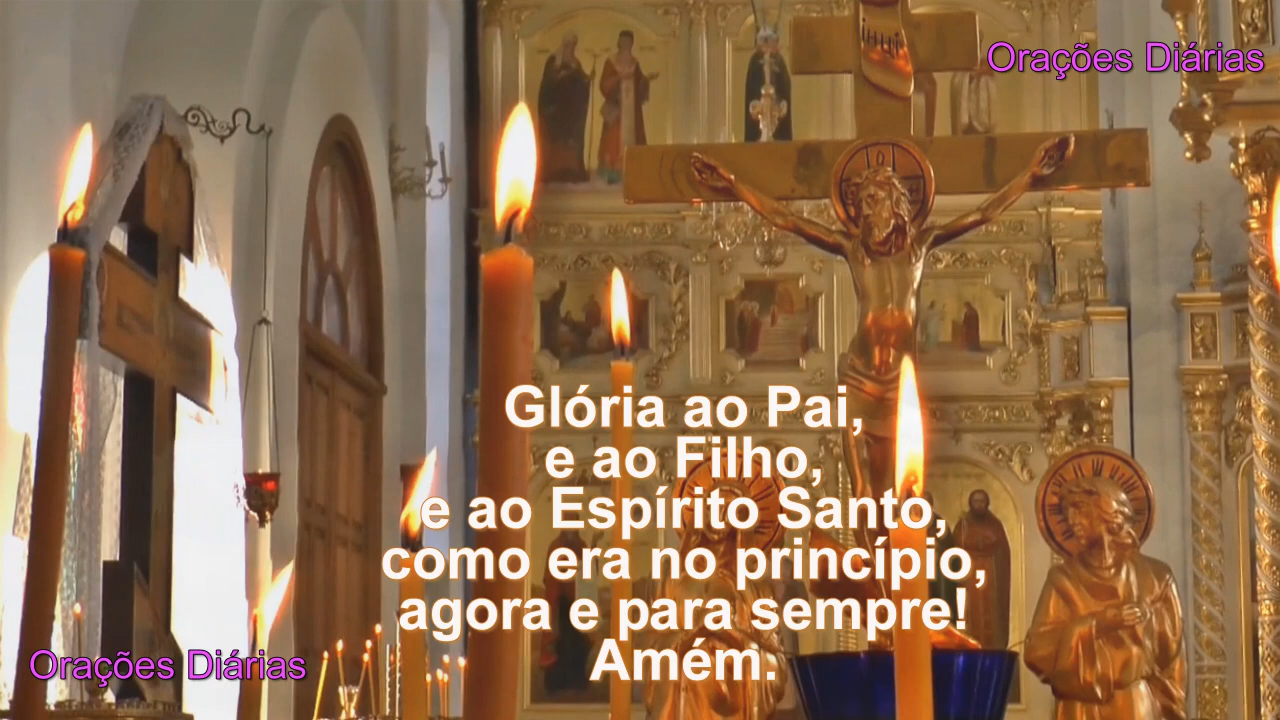 Orações Diárias
Glória ao Pai,
e ao Filho,
e ao Espírito Santo,
como era no princípio,
agora e para sempre!
Amém.
Orações Diárias